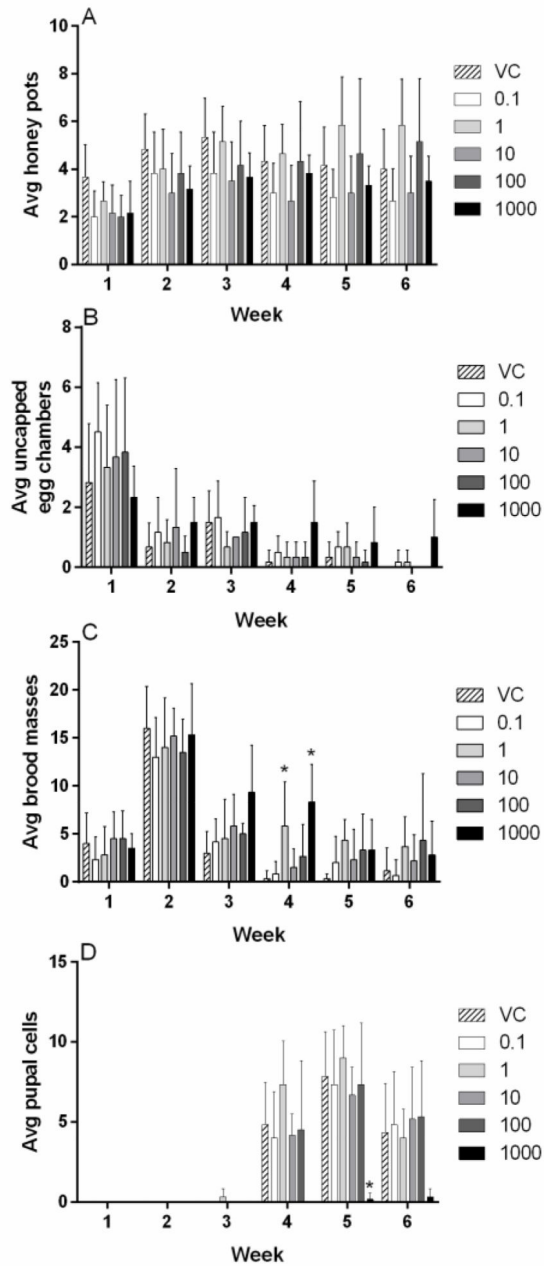 A
Avg honey pots
10
8
6
4
2
0
1 2 3 4 5 6
Week
VC
0.1
1
10
100
1000
B
Avg uncapped
egg chambers
8
6
4
2
0
1 2 3 4 5 6
Week
VC
0.1
1
10
100
1000
C
Avg brood masses
25
20
15
10
5
0
* *
1 2 3 4 5 6
Week
VC
0.1
1
10
100
1000
D
Avg pupal cells
15
10
5
0
*
1 2 3 4 5 6
Week
VC
0.1
1
10
100
1000